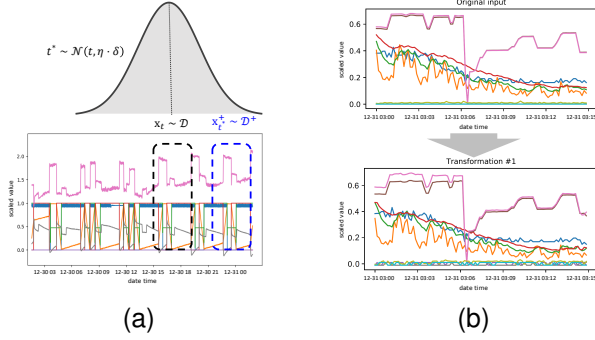 t* ~ 𝒩(t, η · δ)
x_t ~ 𝒟
x_{t*}^+ ~ 𝒟^+
scaled value
2.0
1.5
1.0
0.5
0.0
12-30 03
12-30 06
12-30 09
12-30 12
12-30 15
12-30 18
12-30 21
12-31 00
date time
(a)
Original input
scaled value
0.6
0.4
0.2
0.0
12-31 03:00
12-31 03:03
12-31 03:06
12-31 03:09
12-31 03:12
12-31 03:15
date time
Transformation #1
scaled value
0.6
0.4
0.2
0.0
12-31 03:00
12-31 03:03
12-31 03:06
12-31 03:09
12-31 03:12
12-31 03:15
date time
(b)